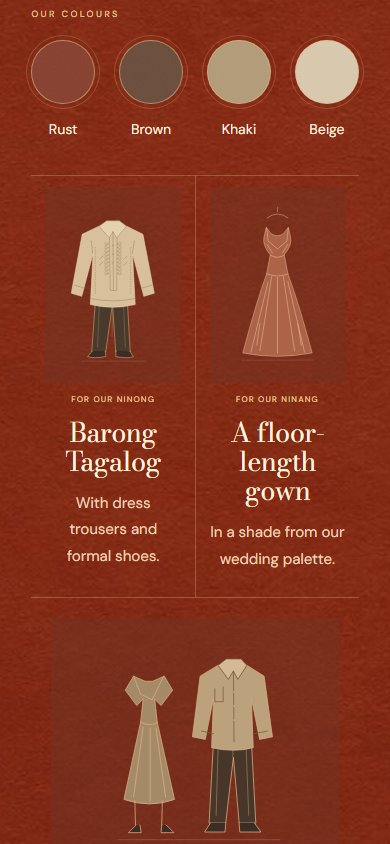 OUR COLOURS
Rust
Brown
Khaki
Beige
FOR OUR NINONG
Barong
Tagalog
With dress
trousers and
formal shoes.
FOR OUR NINANG
A floor-
length
gown
In a shade from our
wedding palette.